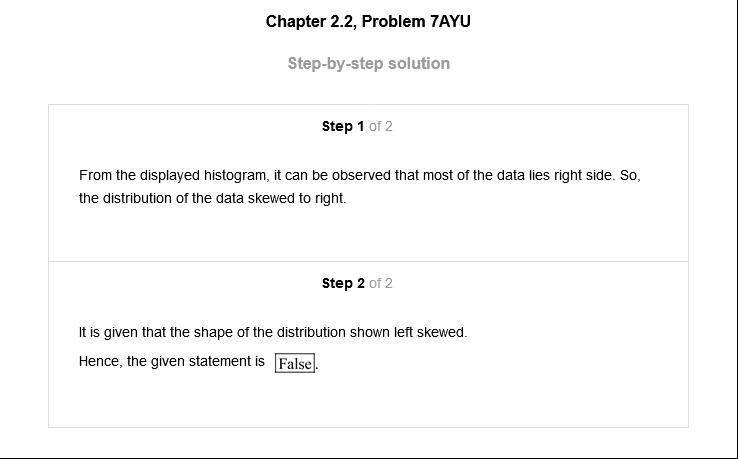 Chapter 2.2, Problem 7AYU
Step-by-step solution
Step 1 of 2
From the displayed histogram, it can be observed that most of the data lies right side. So,
the distribution of the data skewed to right.
Step 2 of 2
It is given that the shape of the distribution shown left skewed.
Hence, the given statement is False.